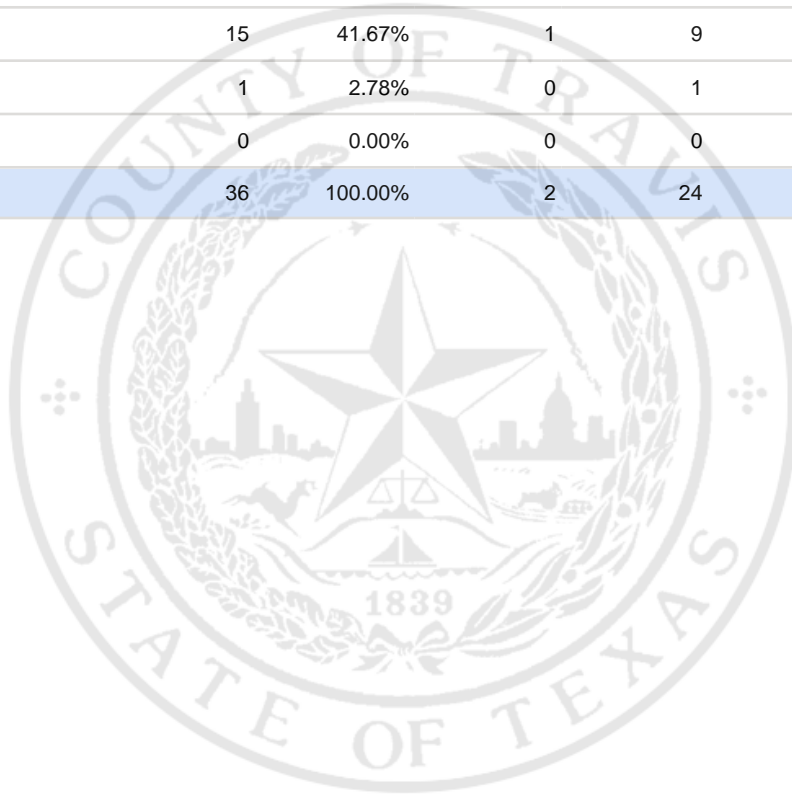 15 41.67% 1 9
1 2.78% 0 1
0 0.00% 0 0
36 100.00% 2 24
COUNTY OF TRAVIS
1839
STATE OF TEXAS